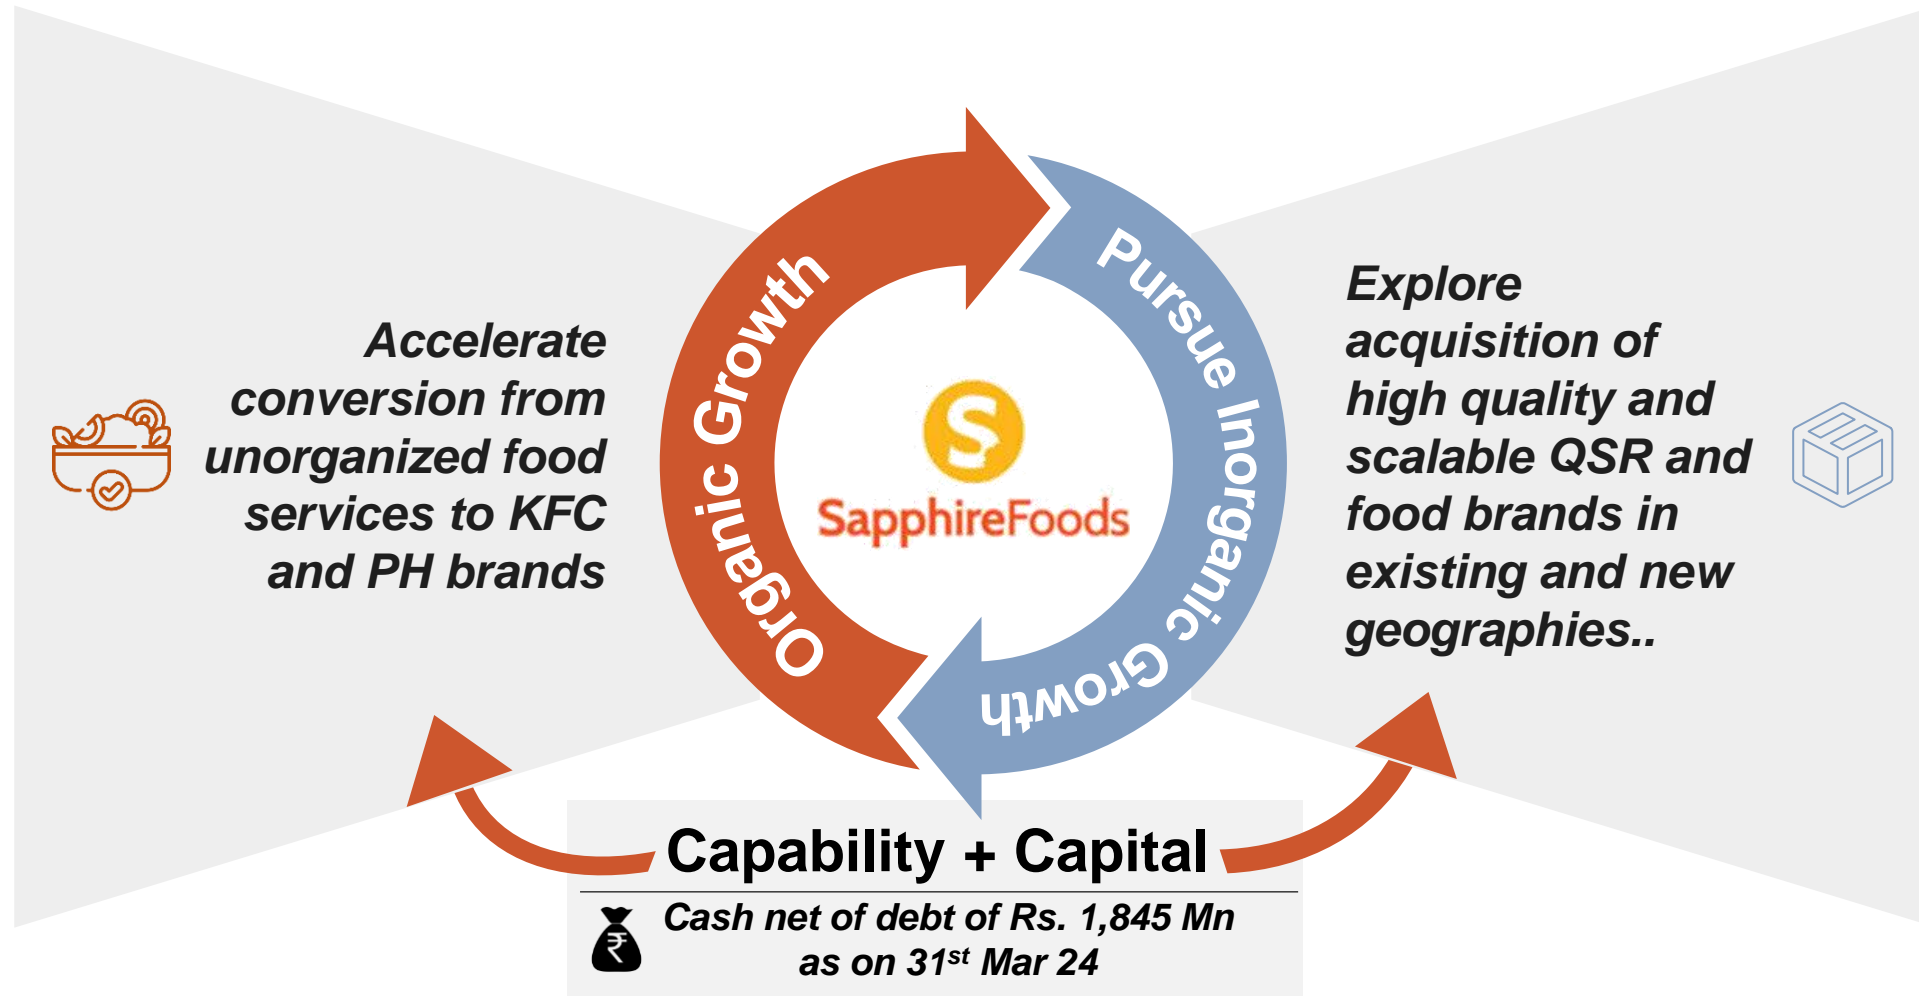 Accelerate
conversion from
unorganized food
services to KFC
and PH brands
Organic Growth
SapphireFoods
Pursue Inorganic Growth
Explore
acquisition of
high quality and
scalable QSR and
food brands in
existing and new
geographies..
Capability + Capital
₹
Cash net of debt of Rs. 1,845 Mn
as on 31st Mar 24